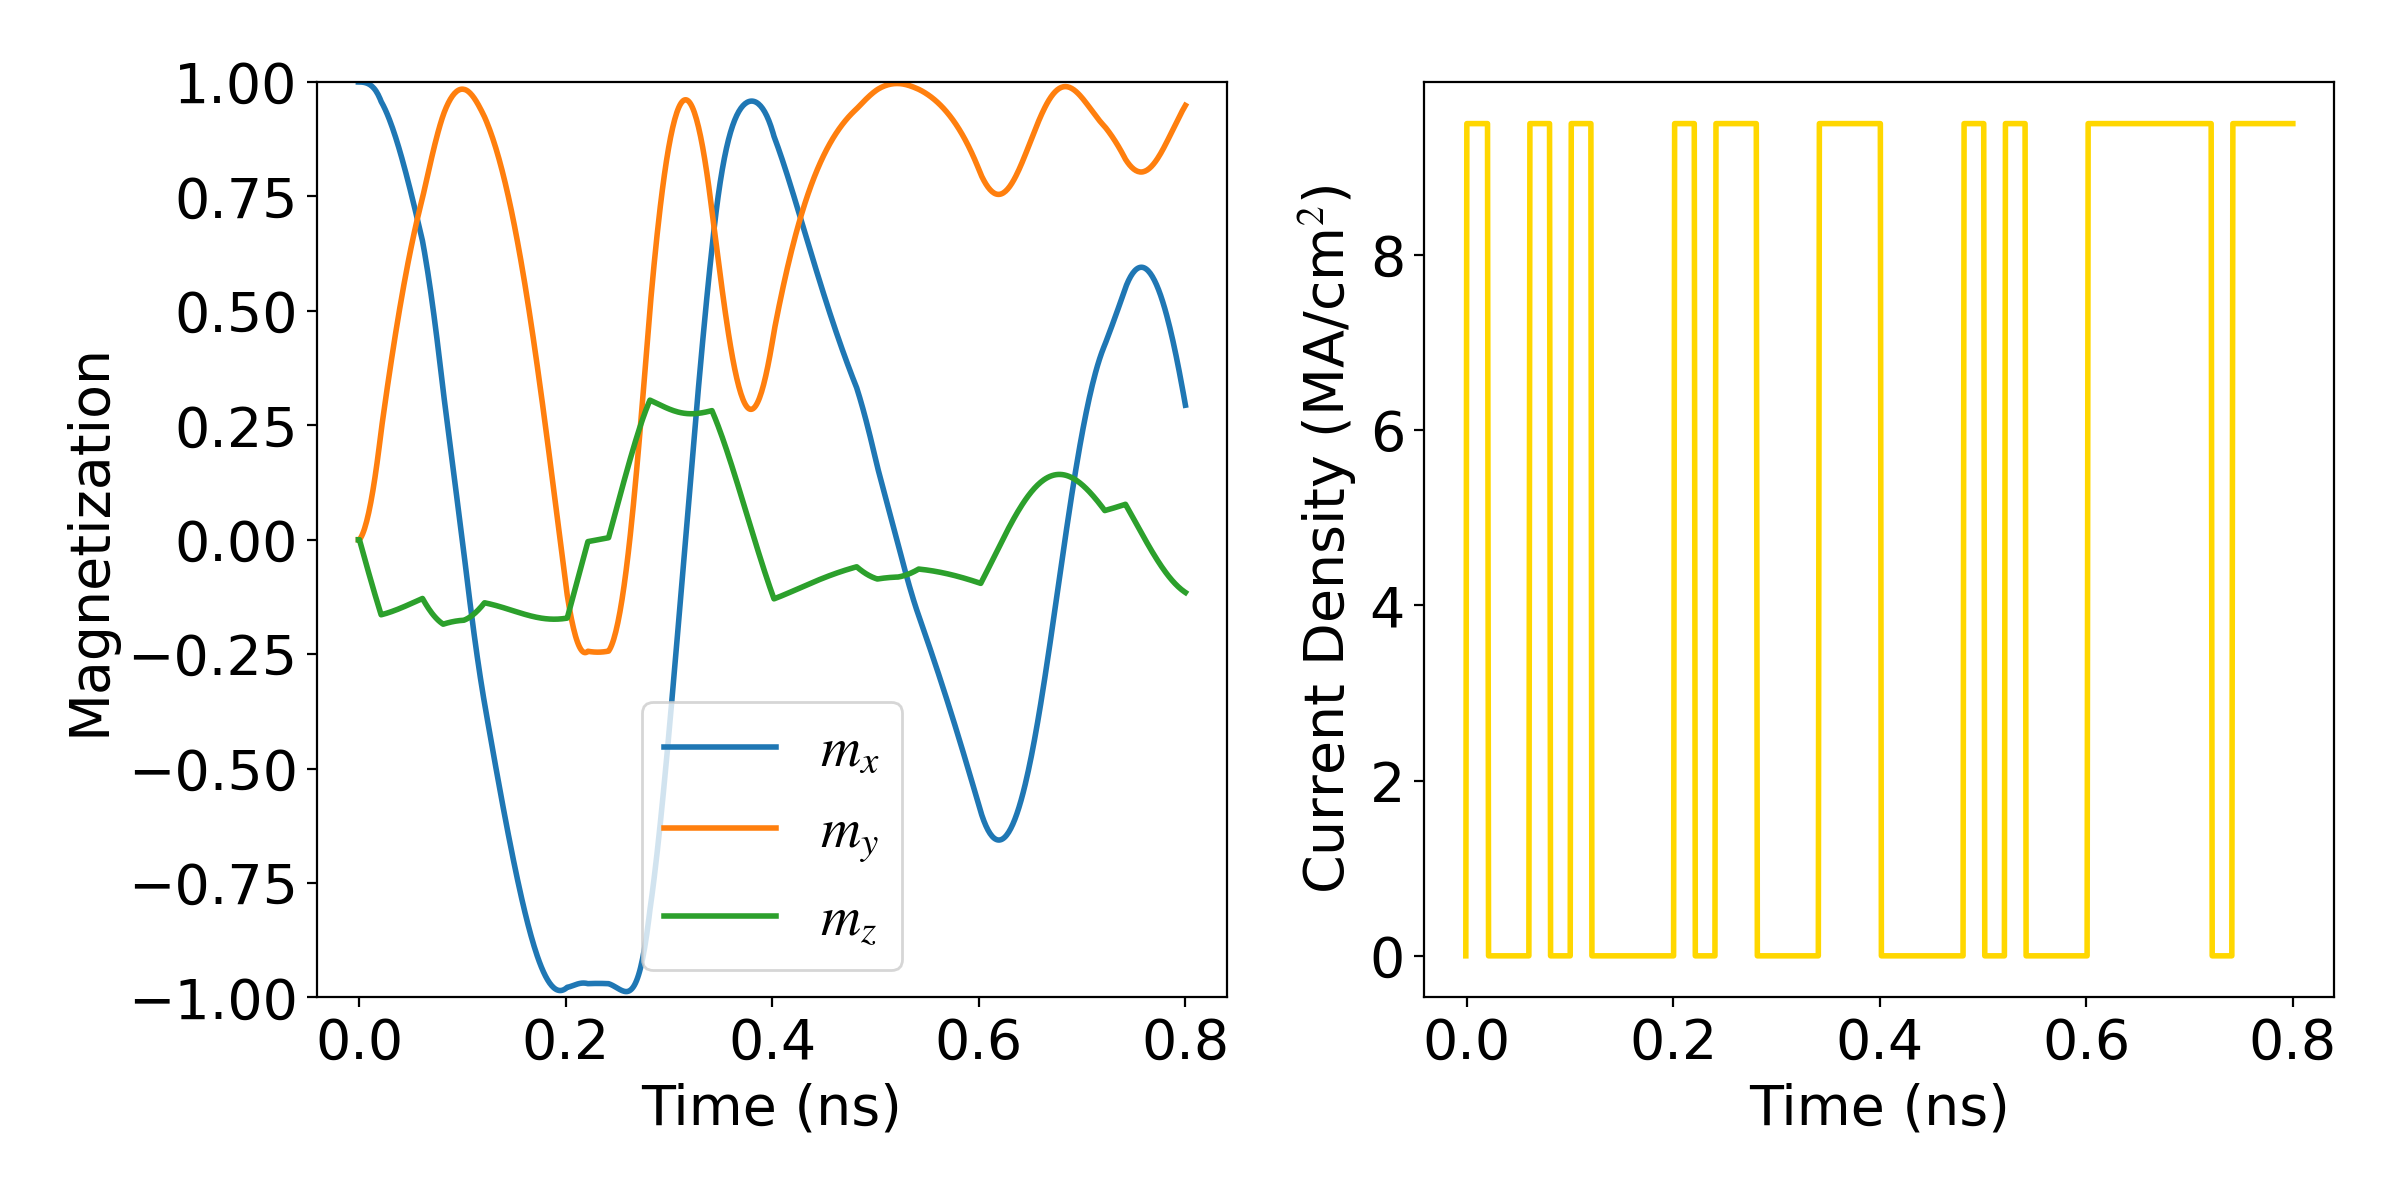 1.00
0.75
0.50
0.25
0.00
−0.25
−0.50
−0.75
−1.00
Magnetization
0.0 0.2 0.4 0.6 0.8
Time (ns)
m_x
m_y
m_z
8
6
4
2
0
Current Density (MA/cm²)
0.0 0.2 0.4 0.6 0.8
Time (ns)